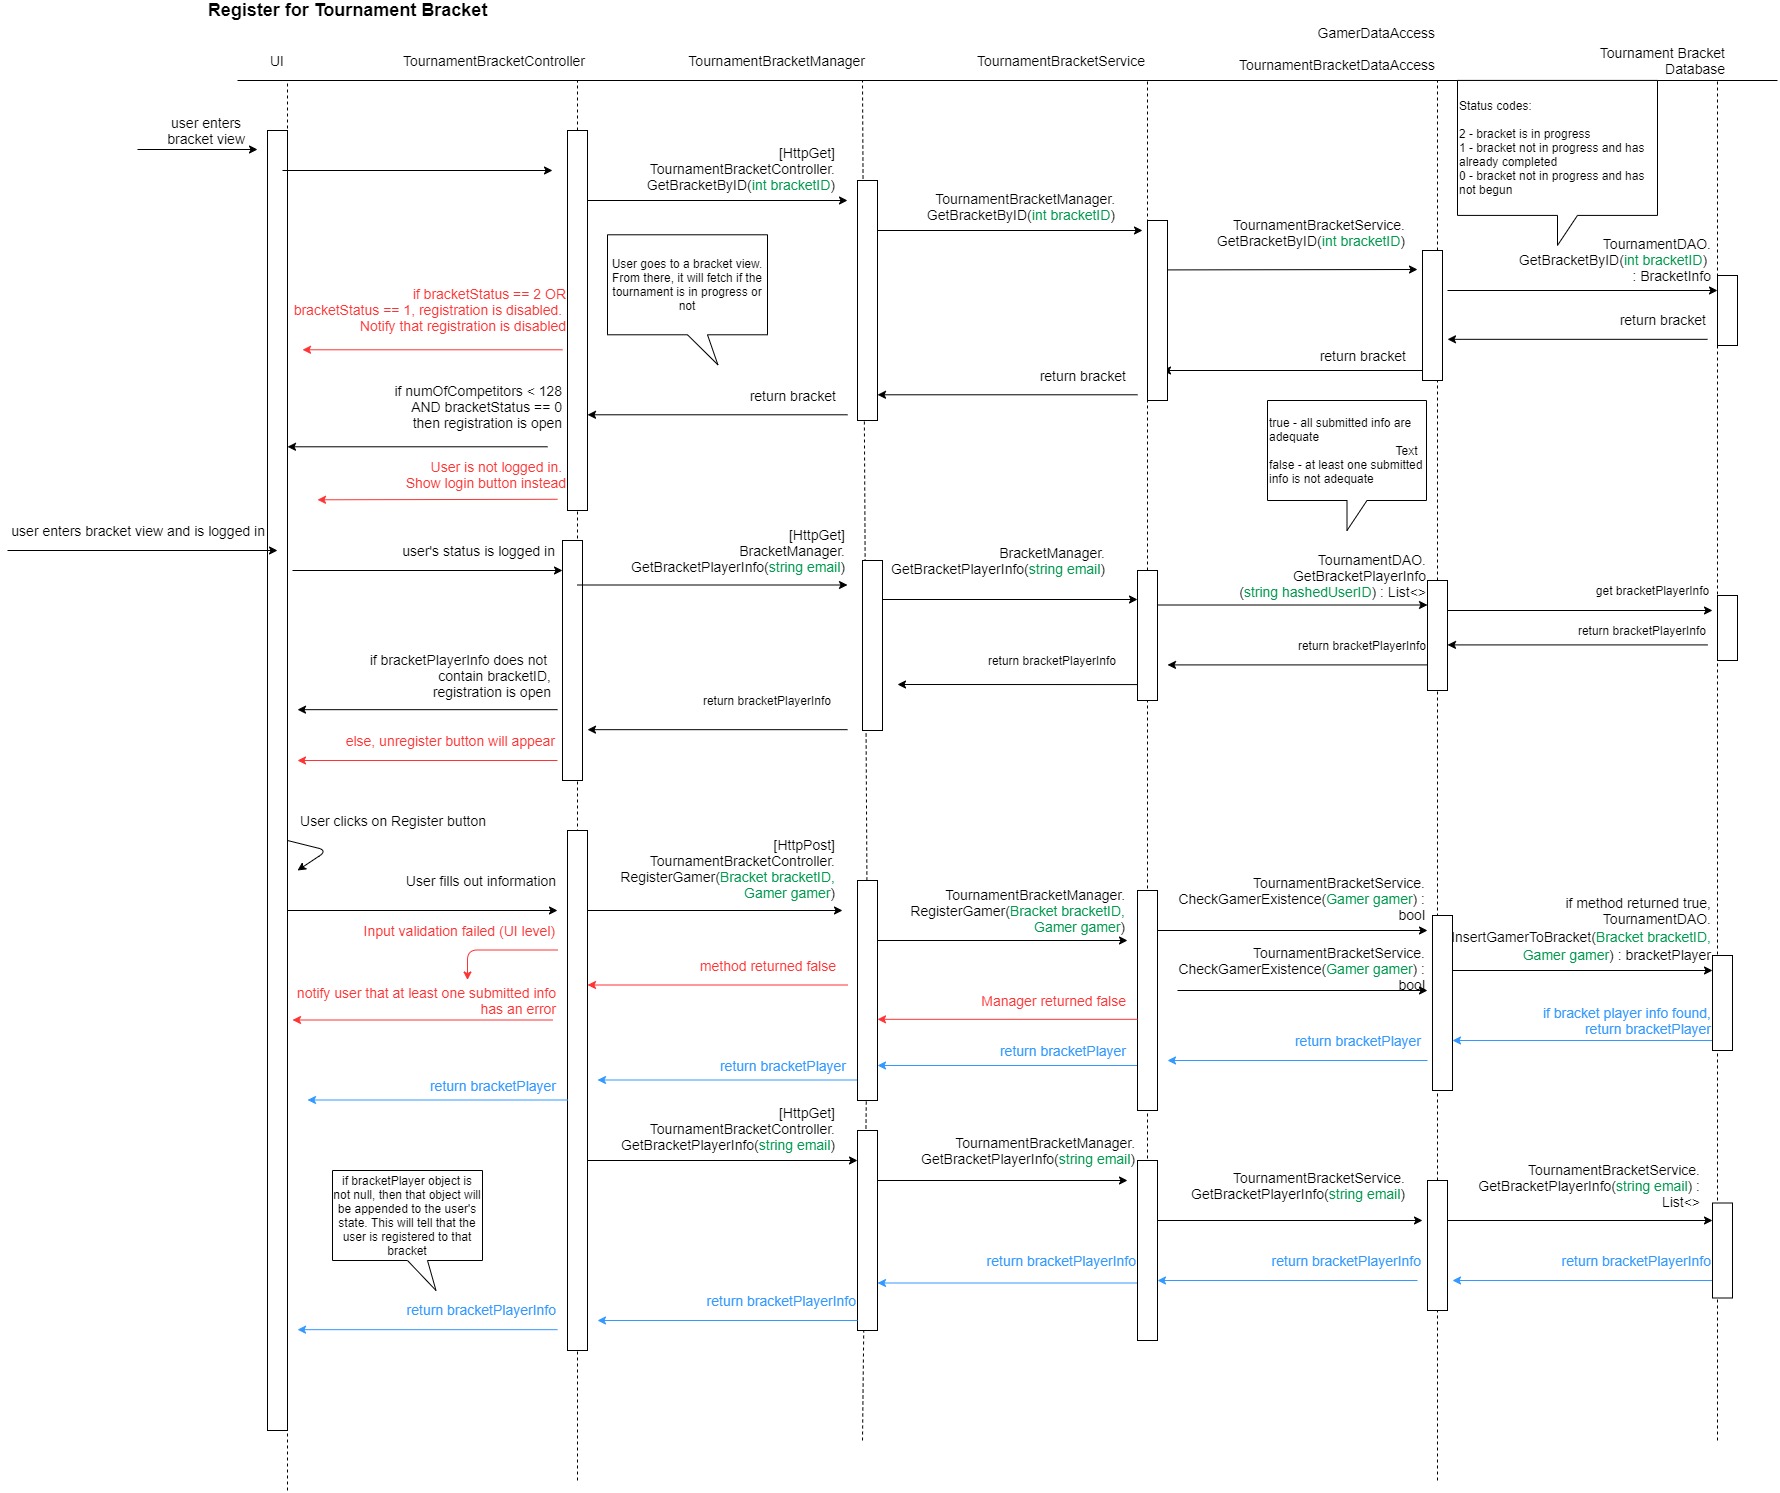 Register for Tournament Bracket
GamerDataAccess
UI
TournamentBracketController
TournamentBracketManager
TournamentBracketService
TournamentBracketDataAccess
Tournament Bracket
Database
user enters
bracket view
Status codes:
2 - bracket is in progress
1 - bracket not in progress and has
already completed
0 - bracket not in progress and has
not begun
[HttpGet]
TournamentBracketController.
GetBracketByID(int bracketID)
TournamentBracketManager.
GetBracketByID(int bracketID)
TournamentBracketService.
GetBracketByID(int bracketID)
TournamentDAO.
GetBracketByID(int bracketID)
: BracketInfo
User goes to a bracket view.
From there, it will fetch if the
tournament is in progress or
not
if bracketStatus == 2 OR
bracketStatus == 1, registration is disabled.
Notify that registration is disabled
return bracket
return bracket
return bracket
return bracket
if numOfCompetitors < 128
AND bracketStatus == 0
then registration is open
true - all submitted info are
adequate
Text
false - at least one submitted
info is not adequate
User is not logged in.
Show login button instead
user enters bracket view and is logged in
user's status is logged in
[HttpGet]
BracketManager.
GetBracketPlayerInfo(string email)
BracketManager.
GetBracketPlayerInfo(string email)
TournamentDAO.
GetBracketPlayerInfo
(string hashedUserID) : List<>
get bracketPlayerInfo
return bracketPlayerInfo
return bracketPlayerInfo
return bracketPlayerInfo
return bracketPlayerInfo
if bracketPlayerInfo does not
contain bracketID,
registration is open
else, unregister button will appear
User clicks on Register button
User fills out information
[HttpPost]
TournamentBracketController.
RegisterGamer(Bracket bracketID,
Gamer gamer)
TournamentBracketManager.
RegisterGamer(Bracket bracketID,
Gamer gamer)
TournamentBracketService.
CheckGamerExistence(Gamer gamer) :
bool
if method returned true,
TournamentDAO.
InsertGamerToBracket(Bracket bracketID,
Gamer gamer) : bracketPlayer
Input validation failed (UI level)
TournamentBracketService.
CheckGamerExistence(Gamer gamer) :
bool
method returned false
notify user that at least one submitted info
has an error
Manager returned false
if bracket player info found,
return bracketPlayer
return bracketPlayer
return bracketPlayer
return bracketPlayer
return bracketPlayer
[HttpGet]
TournamentBracketController.
GetBracketPlayerInfo(string email)
TournamentBracketManager.
GetBracketPlayerInfo(string email)
TournamentBracketService.
GetBracketPlayerInfo(string email)
TournamentBracketService.
GetBracketPlayerInfo(string email) :
List<>
if bracketPlayer object is
not null, then that object will
be appended to the user's
state. This will tell that the
user is registered to that
bracket
return bracketPlayerInfo
return bracketPlayerInfo
return bracketPlayerInfo
return bracketPlayerInfo
return bracketPlayerInfo